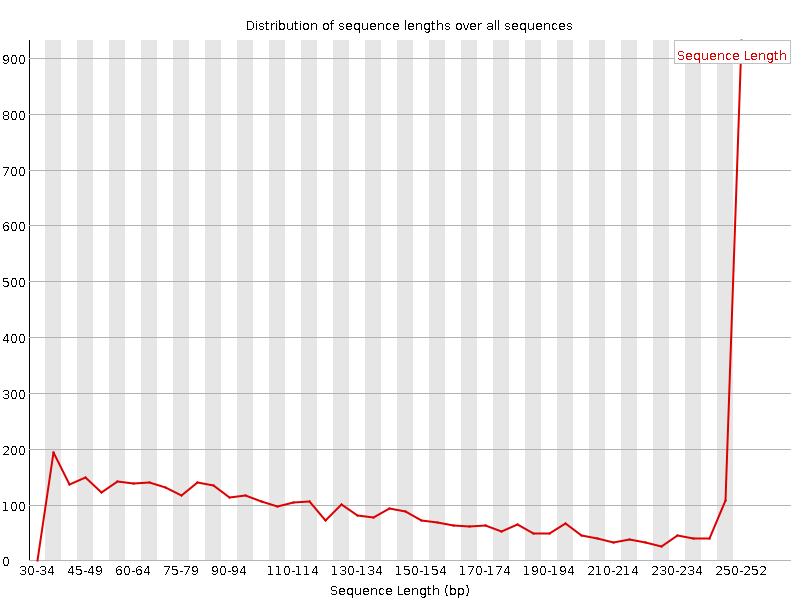 Distribution of sequence lengths over all sequences
Sequence Length
900
800
700
600
500
400
300
200
100
0
30-34 45-49 60-64 75-79 90-94 110-114 130-134 150-154 170-174 190-194 210-214 230-234 250-252
Sequence Length (bp)